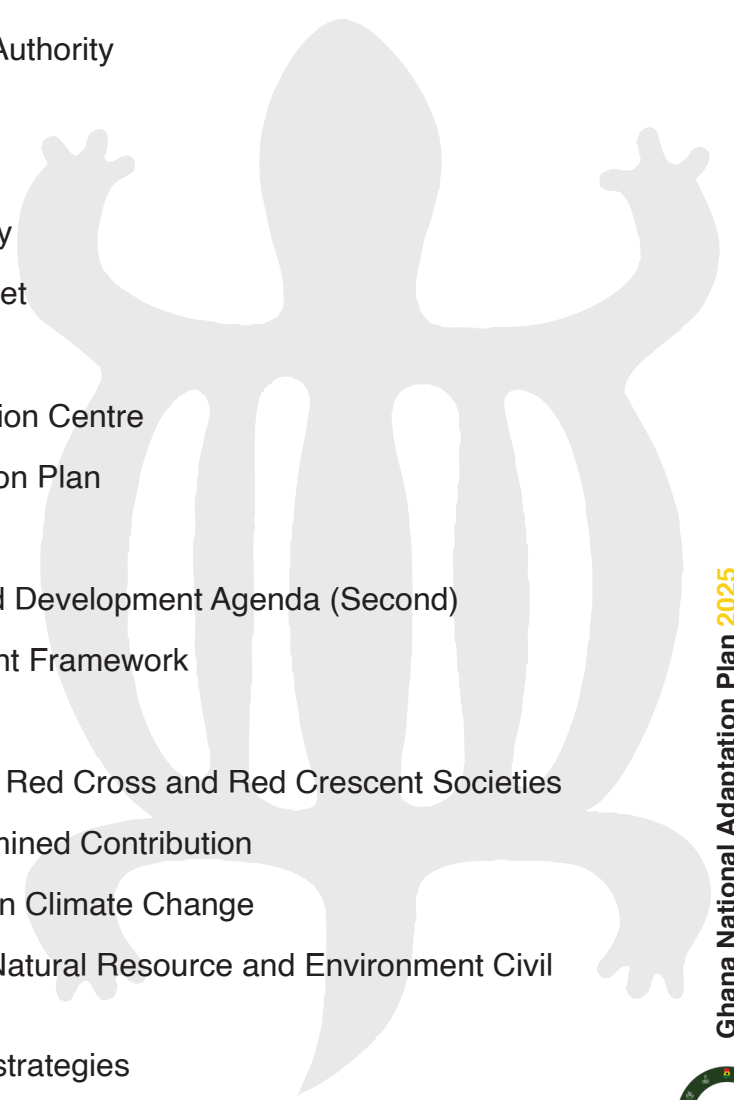 Authority
y
et
ion Centre
on Plan
d Development Agenda (Second)
nt Framework
Red Cross and Red Crescent Societies
mined Contribution
n Climate Change
Natural Resource and Environment Civil
strategies
Ghana National Adaptation Plan 2025